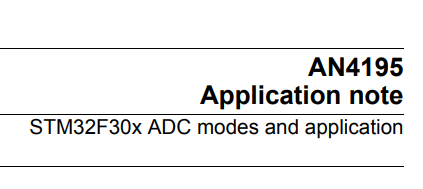 AN4195
Application note
STM32F30x ADC modes and application